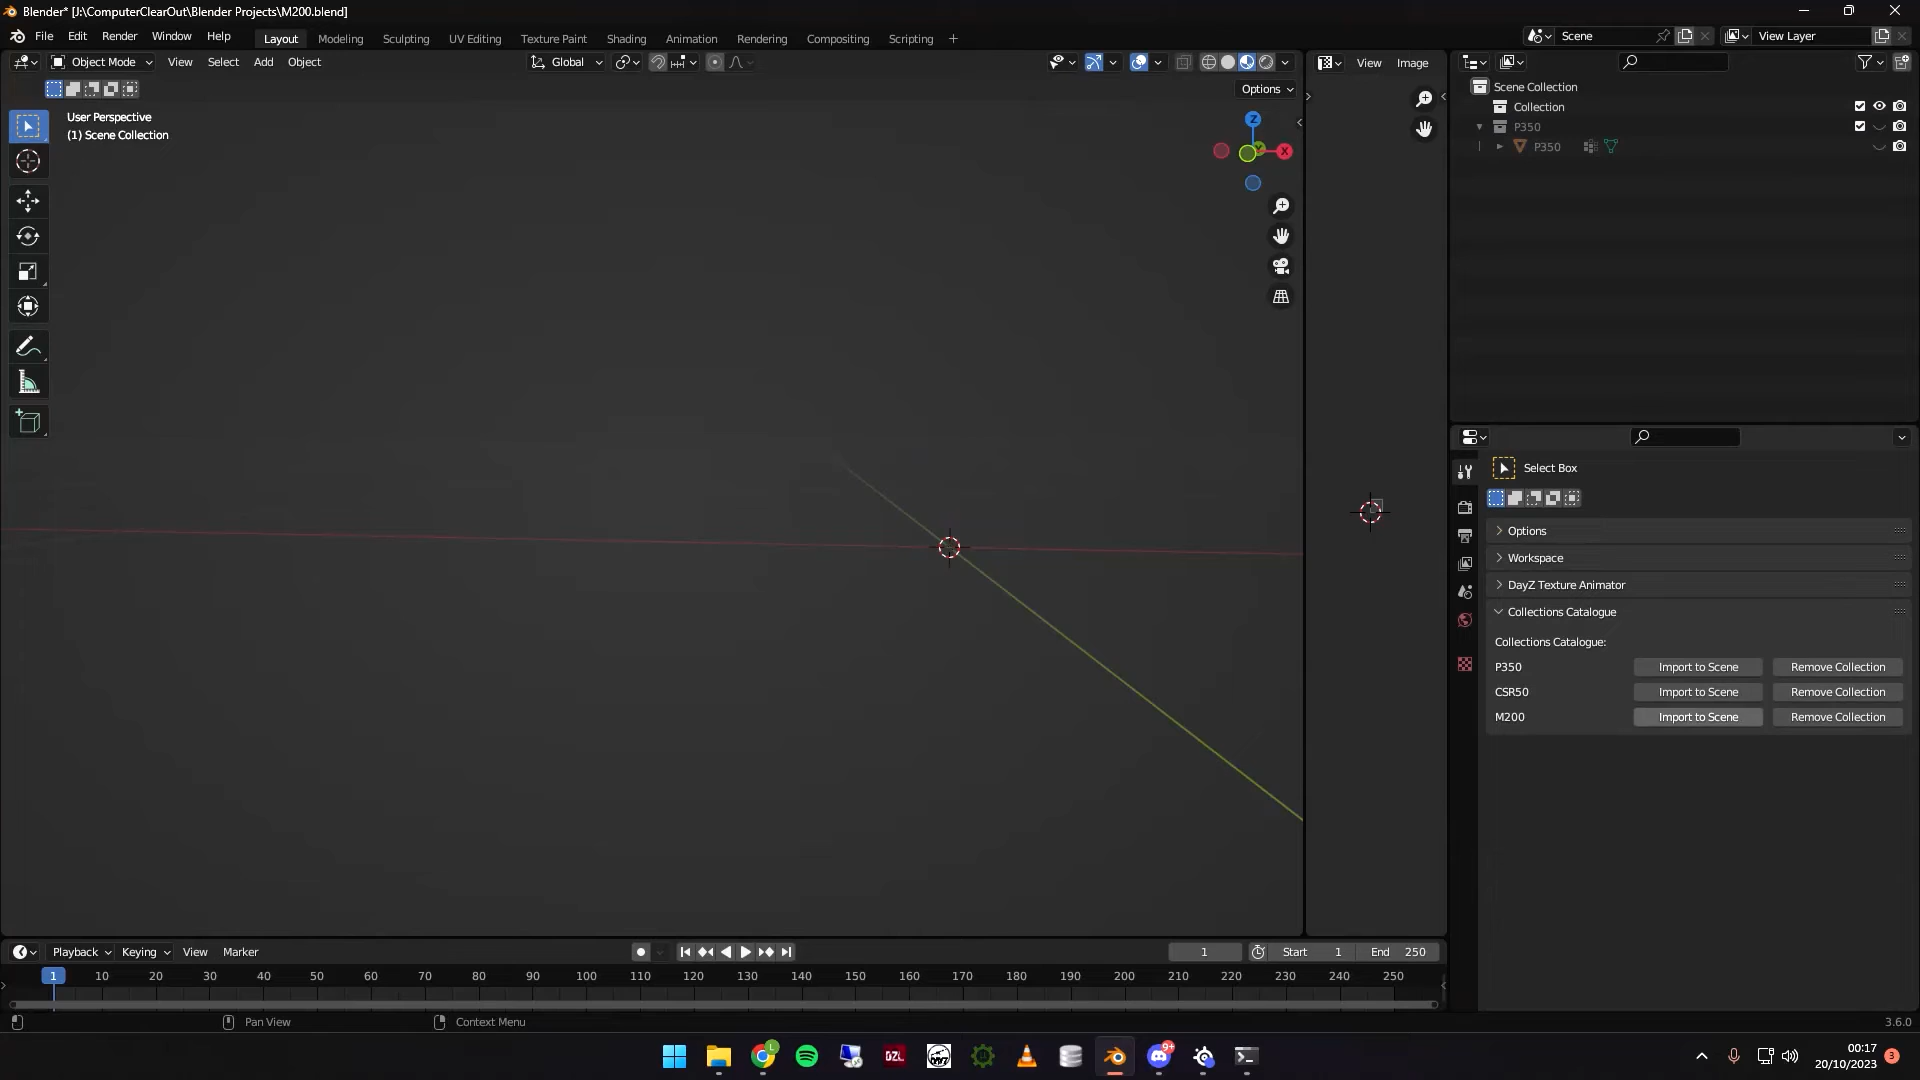 Blender* [J:\ComputerClearOut\Blender Projects\M200.blend]
File Edit Render Window Help
Layout Modeling Sculpting UV Editing Texture Paint Shading Animation Rendering Compositing Scripting
Scene
View Layer
Object Mode View Select Add Object
Global
View Image
Options
User Perspective
(1) Scene Collection
Z
X
Scene Collection
Collection
P350
P350
Select Box
Options
Workspace
DayZ Texture Animator
Collections Catalogue
Collections Catalogue:
P350 Import to Scene Remove Collection
CSR50 Import to Scene Remove Collection
M200 Import to Scene Remove Collection
Playback Keying View Marker
1 Start 1 End 250
1 10 20 30 40 50 60 70 80 90 100 110 120 130 140 150 160 170 180 190 200 210 220 230 240 250
Pan View Context Menu
3.6.0
L
DZL
9+
00:17
20/10/2023
3